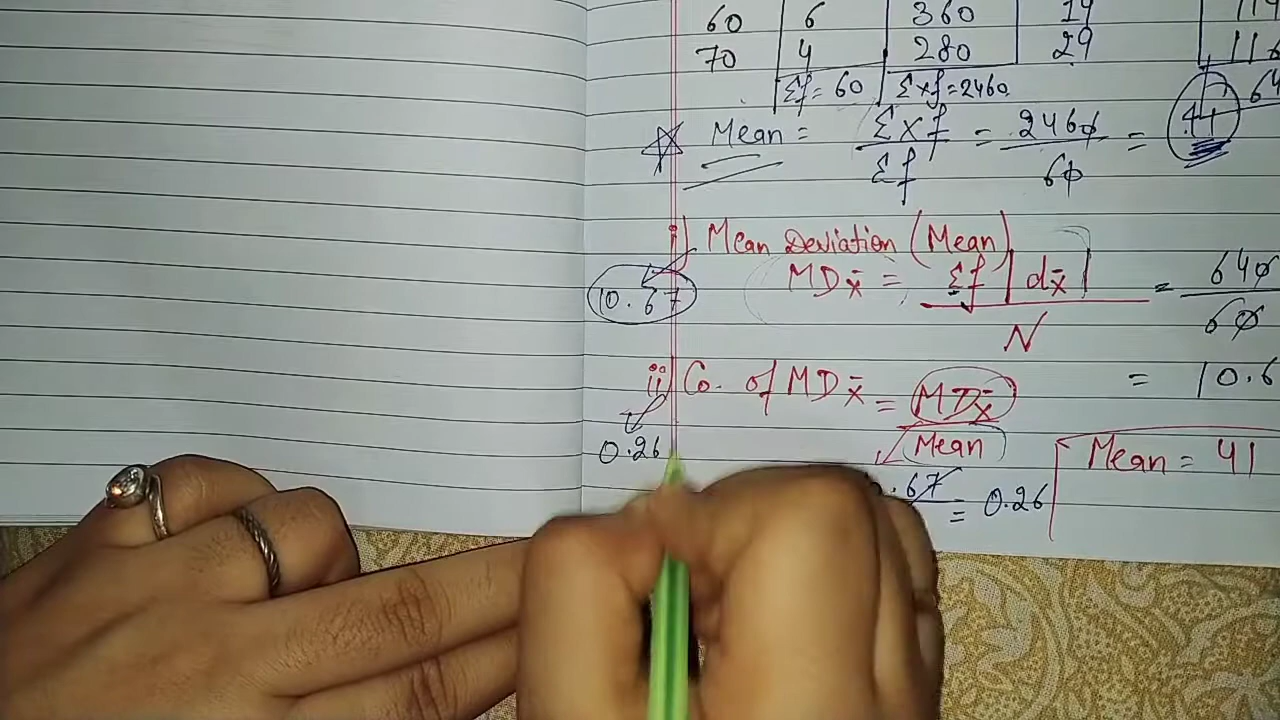 60 6 360 19
70 4 280 29 116
Σf = 60 Σxf = 2460
Mean = Σxf / Σf = 2460 / 60 = 41
i) Mean Deviation (Mean)
MDx̄ = Σf|dx̄| / N = 640 / 60
10.67
= 10.6
ii) Co. of MDx̄ = MDx̄ / Mean
0.26
Mean = 41
.67 = 0.26